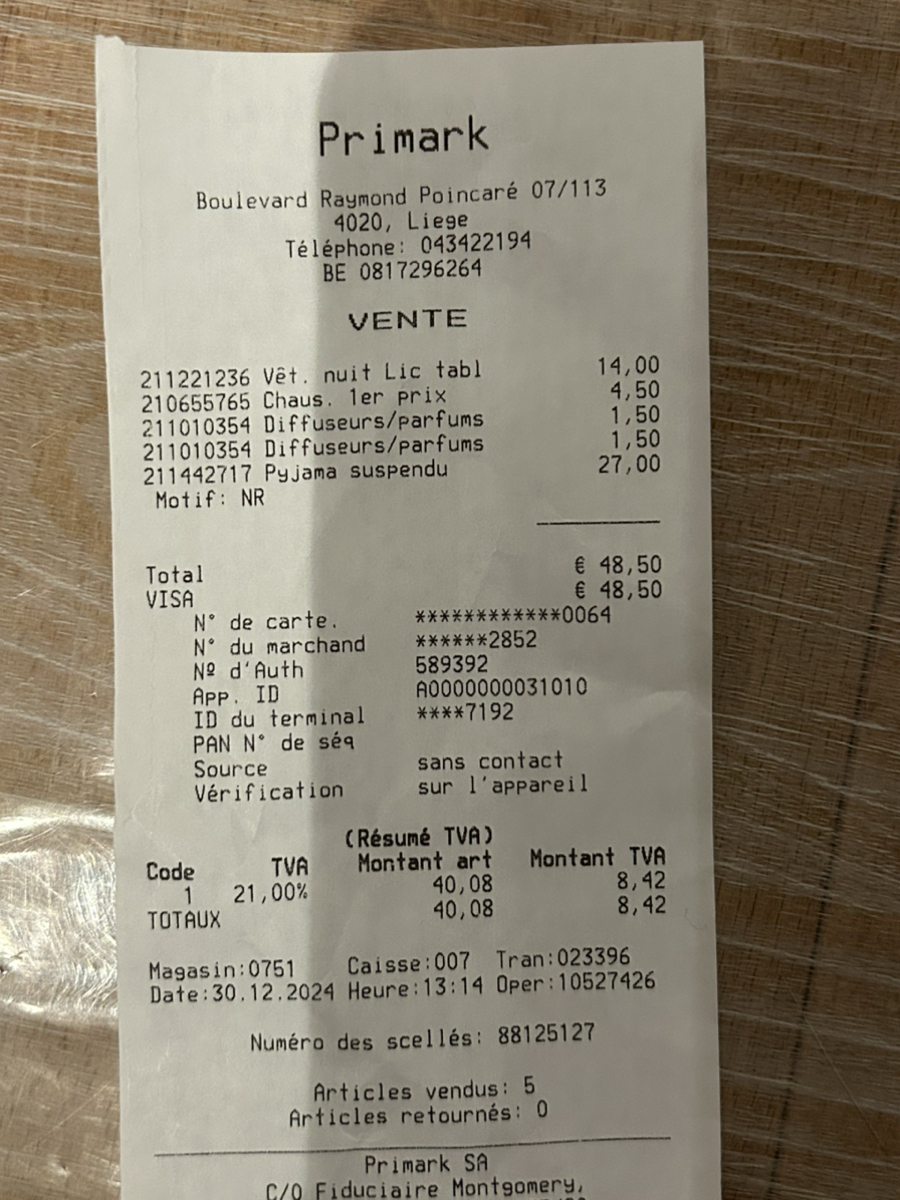 Primark
Boulevard Raymond Poincaré 07/113
4020, Liege
Téléphone: 043422194
BE 0817296264
VENTE
211221236 Vêt. nuit Lic tabl 14,00
210655765 Chaus. 1er prix 4,50
211010354 Diffuseurs/parfums 1,50
211010354 Diffuseurs/parfums 1,50
211442717 Pyjama suspendu 27,00
Motif: NR
Total € 48,50
VISA € 48,50
N° de carte. ************0064
N° du marchand ******2852
Nº d'Auth 589392
App. ID A0000000031010
ID du terminal ****7192
PAN N° de séq
Source sans contact
Vérification sur l'appareil
(Résumé TVA)
Code TVA Montant art Montant TVA
1 21,00% 40,08 8,42
TOTAUX 40,08 8,42
Magasin:0751 Caisse:007 Tran:023396
Date:30.12.2024 Heure:13:14 Oper:10527426
Numéro des scellés: 88125127
Articles vendus: 5
Articles retournés: 0
Primark SA
C/O Fiduciaire Montgomery,